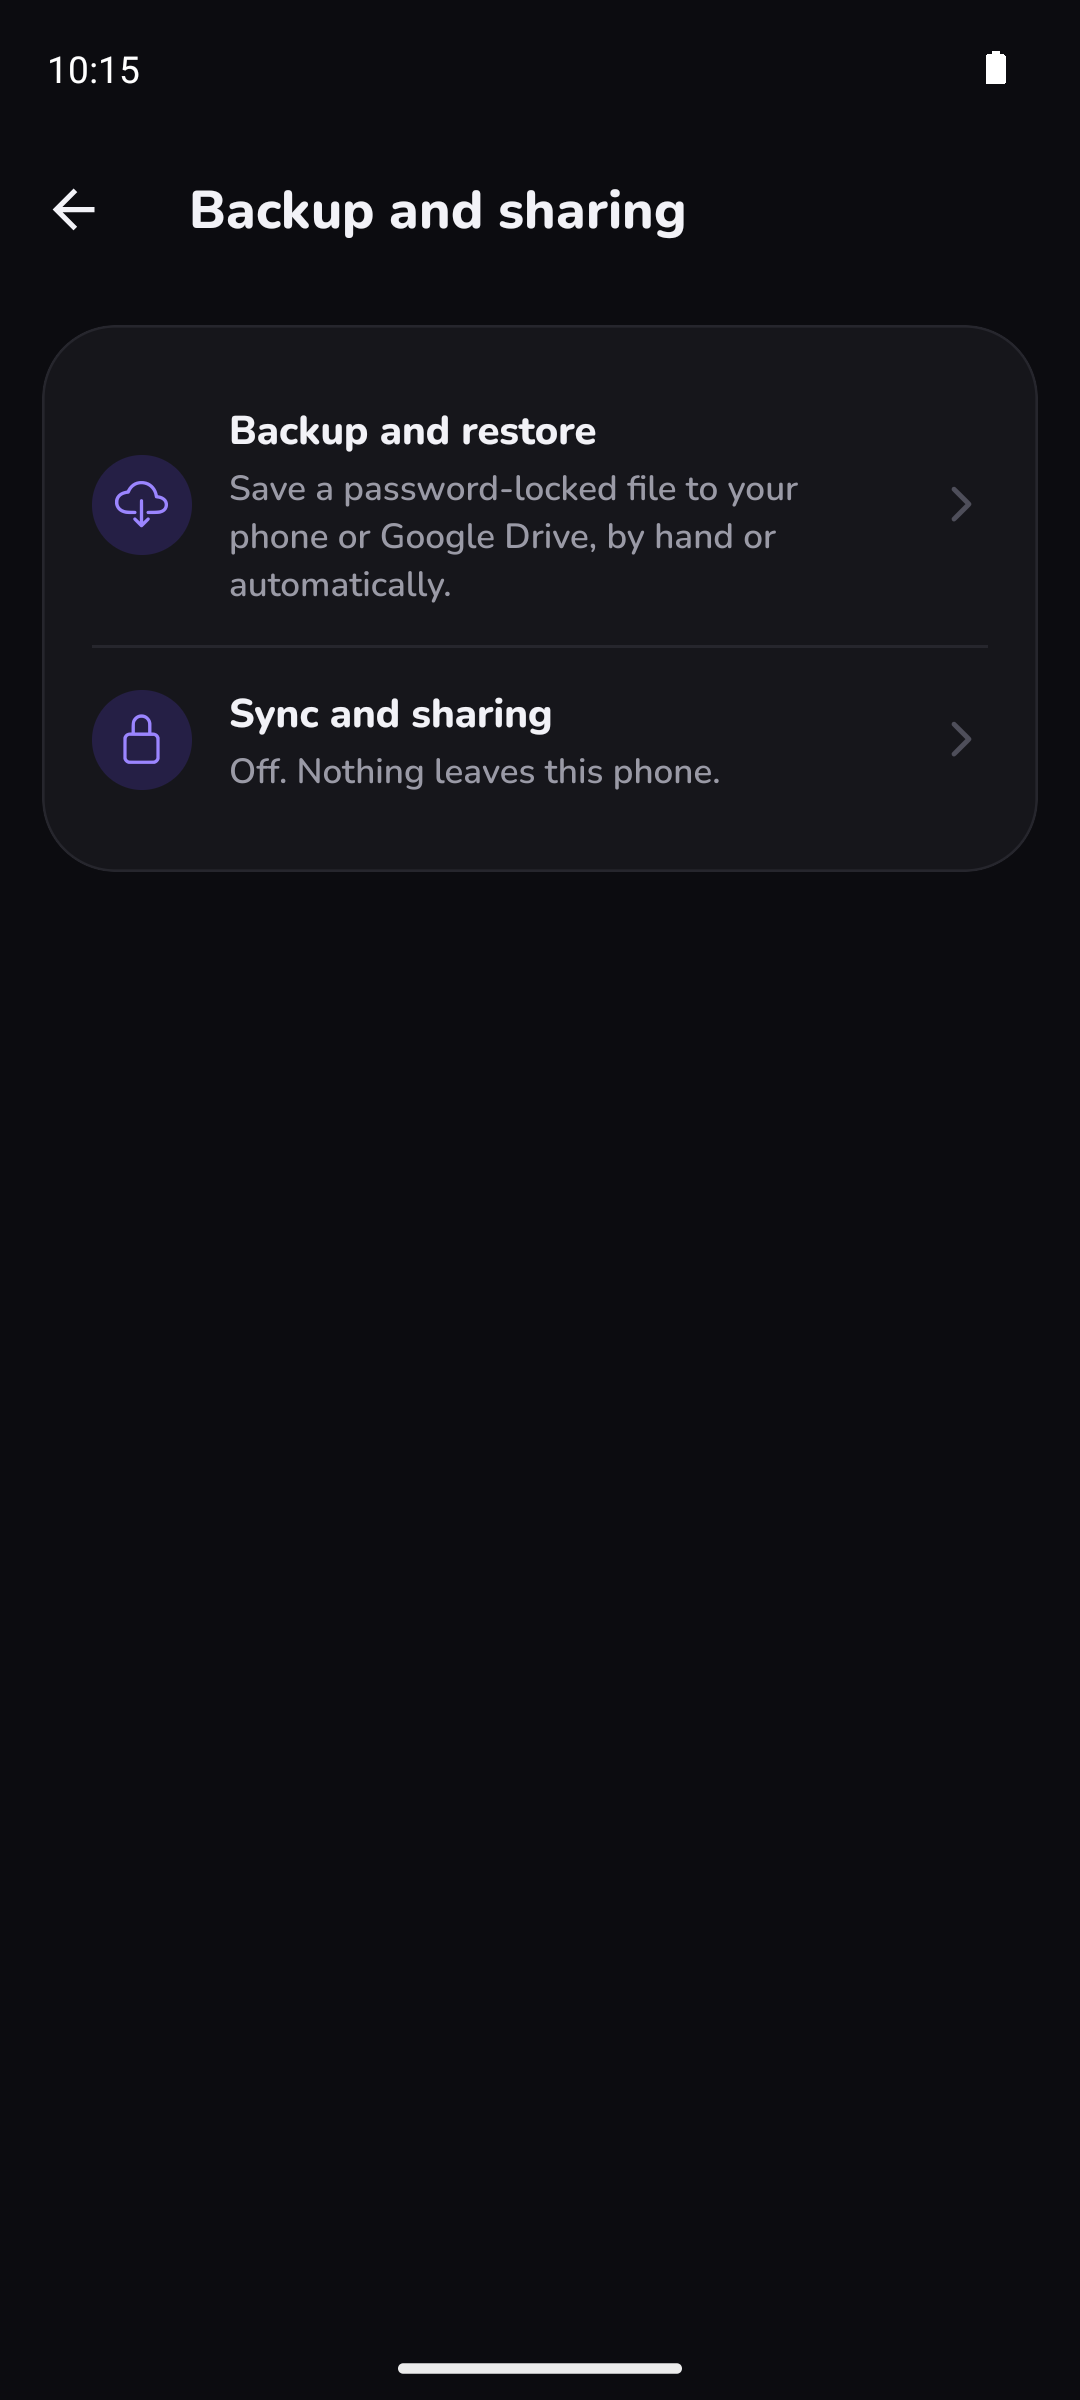 10:15
Backup and sharing
Backup and restore
Save a password-locked file to your
phone or Google Drive, by hand or
automatically.
Sync and sharing
Off. Nothing leaves this phone.